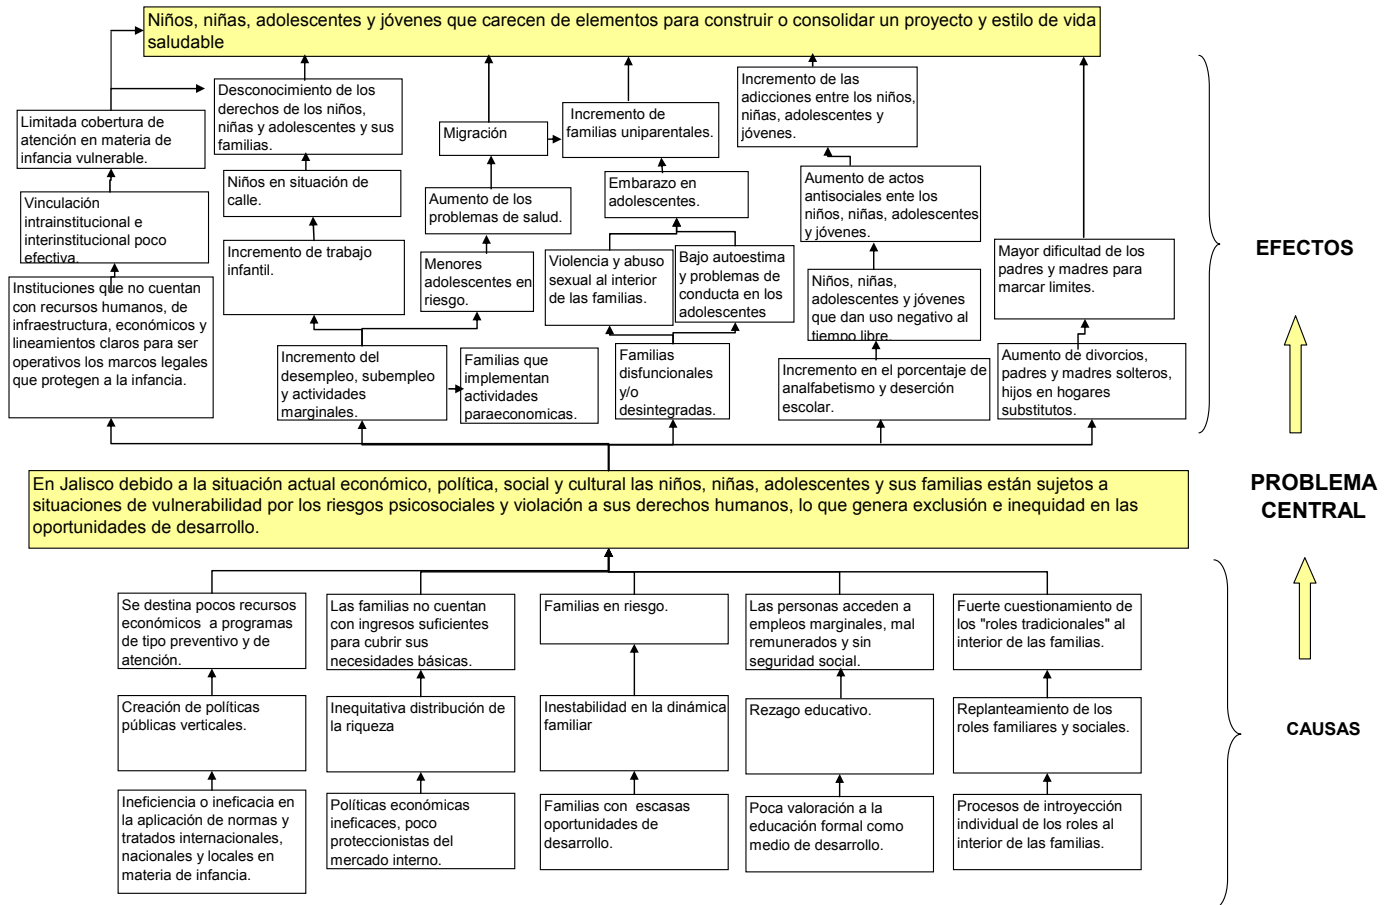 Niños, niñas, adolescentes y jóvenes que carecen de elementos para construir o consolidar un proyecto y estilo de vida
saludable
Limitada cobertura de
atención en materia de
infancia vulnerable.
Vinculación
intrainstitucional e
interinstitucional poco
efectiva.
Instituciones que no cuentan
con recursos humanos, de
infraestructura, económicos y
lineamientos claros para ser
operativos los marcos legales
que protegen a la infancia.
Desconocimiento de los
derechos de los niños,
niñas y adolescentes y sus
familias.
Niños en situación de
calle.
Incremento de trabajo
infantil.
Incremento del
desempleo, subempleo
y actividades
marginales.
Migración
Aumento de los
problemas de salud.
Menores
adolescentes en
riesgo.
Familias que
implementan
actividades
paraeconomicas.
Incremento de
familias uniparentales.
Embarazo en
adolescentes.
Violencia y abuso
sexual al interior
de las familias.
Bajo autoestima
y problemas de
conducta en los
adolescentes
Familias
disfuncionales
y/o
desintegradas.
Incremento de las
adicciones entre los niños,
niñas, adolescentes y
jóvenes.
Aumento de actos
antisociales ente los
niños, niñas, adolescentes
y jóvenes.
Niños, niñas,
adolescentes y jóvenes
que dan uso negativo al
tiempo libre.
Incremento en el porcentaje de
analfabetismo y deserción
escolar.
Mayor dificultad de los
padres y madres para
marcar limites.
Aumento de divorcios,
padres y madres solteros,
hijos en hogares
substitutos.
EFECTOS
En Jalisco debido a la situación actual económico, política, social y cultural las niños, niñas, adolescentes y sus familias están sujetos a
situaciones de vulnerabilidad por los riesgos psicosociales y violación a sus derechos humanos, lo que genera exclusión e inequidad en las
oportunidades de desarrollo.
PROBLEMA
CENTRAL
Se destina pocos recursos
económicos a programas
de tipo preventivo y de
atención.
Creación de políticas
públicas verticales.
Ineficiencia o ineficacia en
la aplicación de normas y
tratados internacionales,
nacionales y locales en
materia de infancia.
Las familias no cuentan
con ingresos suficientes
para cubrir sus
necesidades básicas.
Inequitativa distribución de
la riqueza
Políticas económicas
ineficaces, poco
proteccionistas del
mercado interno.
Familias en riesgo.
Inestabilidad en la dinámica
familiar
Familias con escasas
oportunidades de
desarrollo.
Las personas acceden a
empleos marginales, mal
remunerados y sin
seguridad social.
Rezago educativo.
Poca valoración a la
educación formal como
medio de desarrollo.
Fuerte cuestionamiento de
los "roles tradicionales" al
interior de las familias.
Replanteamiento de los
roles familiares y sociales.
Procesos de introyección
individual de los roles al
interior de las familias.
CAUSAS